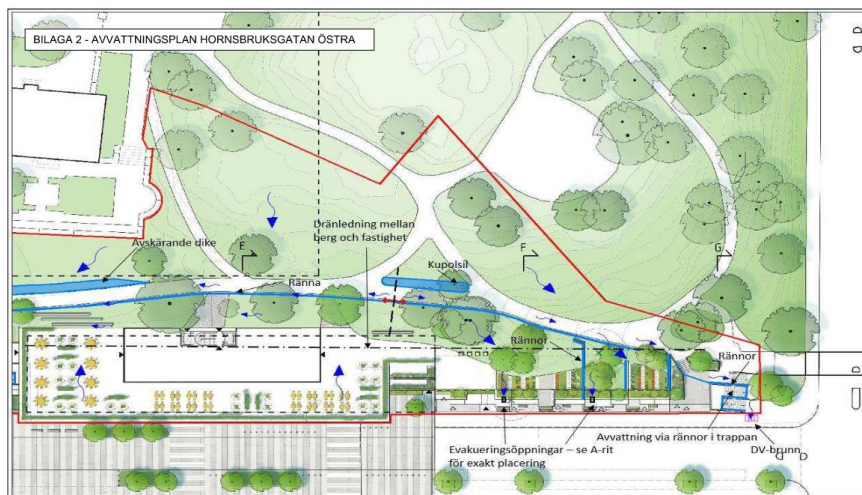 BILAGA 2 - AVVATTNINGSPLAN HORNSBRUKSGATAN ÖSTRA
D
D
Dränledning mellan
berg och fastighet
Avskärande dike
E
Ränna
Kupolsil
F
G
Rännor
Rännor
D
Evakueringsöppningar – se A-rit
för exakt placering
Avvattning via rännor i trappan
DV-brunn
D